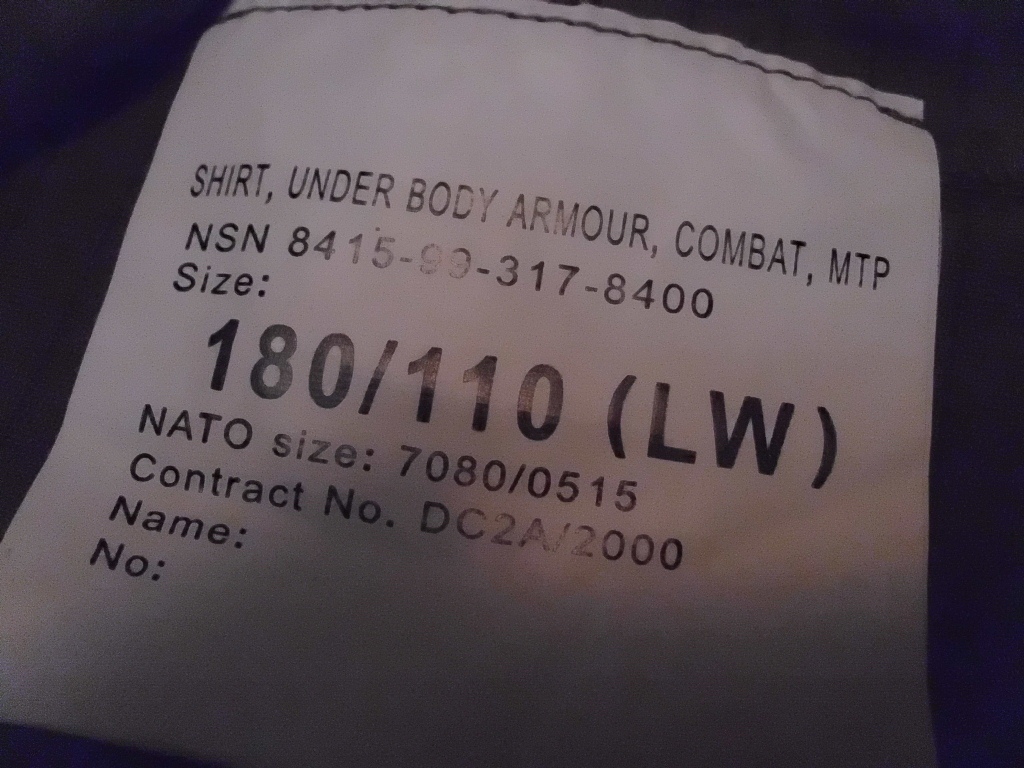 SHIRT, UNDER BODY ARMOUR, COMBAT, MTP
NSN 8415-99-317-8400
Size:
180/110 (LW)
NATO size: 7080/0515
Contract No. DC2A/2000
Name:
No: